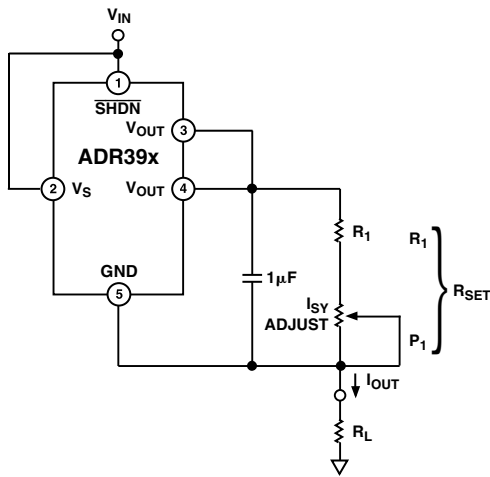 VIN
1
SHDN
VOUT
3
ADR39x
2
VS
VOUT
4
R1
R1
GND
1μF
RSET
5
ISY
ADJUST
P1
IOUT
RL